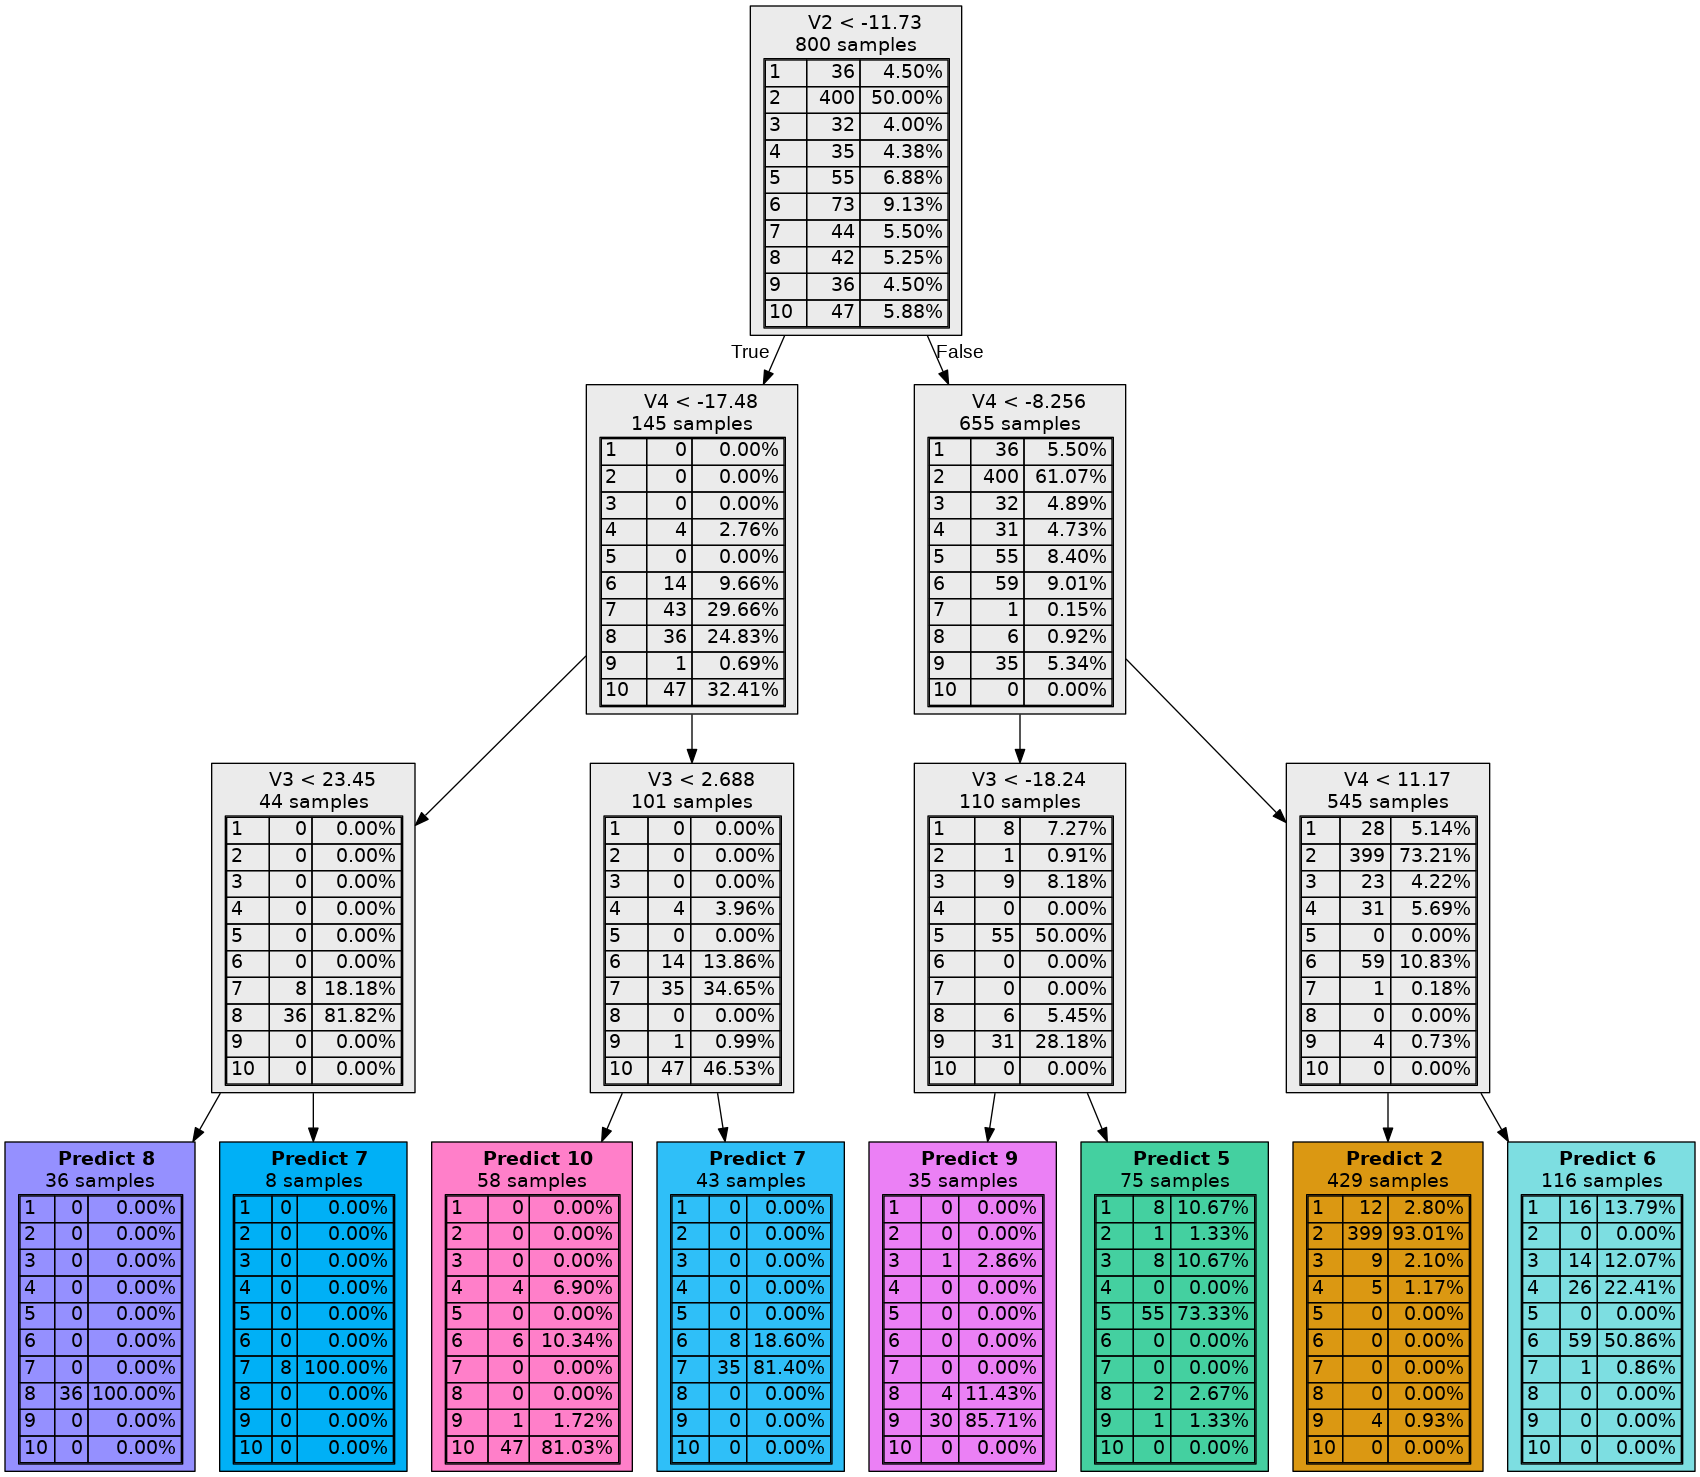 V2 < -11.73
800 samples
1 36 4.50%
2 400 50.00%
3 32 4.00%
4 35 4.38%
5 55 6.88%
6 73 9.13%
7 44 5.50%
8 42 5.25%
9 36 4.50%
10 47 5.88%
True
False
V4 < -17.48
145 samples
1 0 0.00%
2 0 0.00%
3 0 0.00%
4 4 2.76%
5 0 0.00%
6 14 9.66%
7 43 29.66%
8 36 24.83%
9 1 0.69%
10 47 32.41%
V4 < -8.256
655 samples
1 36 5.50%
2 400 61.07%
3 32 4.89%
4 31 4.73%
5 55 8.40%
6 59 9.01%
7 1 0.15%
8 6 0.92%
9 35 5.34%
10 0 0.00%
V3 < 23.45
44 samples
1 0 0.00%
2 0 0.00%
3 0 0.00%
4 0 0.00%
5 0 0.00%
6 0 0.00%
7 8 18.18%
8 36 81.82%
9 0 0.00%
10 0 0.00%
V3 < 2.688
101 samples
1 0 0.00%
2 0 0.00%
3 0 0.00%
4 4 3.96%
5 0 0.00%
6 14 13.86%
7 35 34.65%
8 0 0.00%
9 1 0.99%
10 47 46.53%
V3 < -18.24
110 samples
1 8 7.27%
2 1 0.91%
3 9 8.18%
4 0 0.00%
5 55 50.00%
6 0 0.00%
7 0 0.00%
8 6 5.45%
9 31 28.18%
10 0 0.00%
V4 < 11.17
545 samples
1 28 5.14%
2 399 73.21%
3 23 4.22%
4 31 5.69%
5 0 0.00%
6 59 10.83%
7 1 0.18%
8 0 0.00%
9 4 0.73%
10 0 0.00%
Predict 8
36 samples
1 0 0.00%
2 0 0.00%
3 0 0.00%
4 0 0.00%
5 0 0.00%
6 0 0.00%
7 0 0.00%
8 36 100.00%
9 0 0.00%
10 0 0.00%
Predict 7
8 samples
1 0 0.00%
2 0 0.00%
3 0 0.00%
4 0 0.00%
5 0 0.00%
6 0 0.00%
7 8 100.00%
8 0 0.00%
9 0 0.00%
10 0 0.00%
Predict 10
58 samples
1 0 0.00%
2 0 0.00%
3 0 0.00%
4 4 6.90%
5 0 0.00%
6 6 10.34%
7 0 0.00%
8 0 0.00%
9 1 1.72%
10 47 81.03%
Predict 7
43 samples
1 0 0.00%
2 0 0.00%
3 0 0.00%
4 0 0.00%
5 0 0.00%
6 8 18.60%
7 35 81.40%
8 0 0.00%
9 0 0.00%
10 0 0.00%
Predict 9
35 samples
1 0 0.00%
2 0 0.00%
3 1 2.86%
4 0 0.00%
5 0 0.00%
6 0 0.00%
7 0 0.00%
8 4 11.43%
9 30 85.71%
10 0 0.00%
Predict 5
75 samples
1 8 10.67%
2 1 1.33%
3 8 10.67%
4 0 0.00%
5 55 73.33%
6 0 0.00%
7 0 0.00%
8 2 2.67%
9 1 1.33%
10 0 0.00%
Predict 2
429 samples
1 12 2.80%
2 399 93.01%
3 9 2.10%
4 5 1.17%
5 0 0.00%
6 0 0.00%
7 0 0.00%
8 0 0.00%
9 4 0.93%
10 0 0.00%
Predict 6
116 samples
1 16 13.79%
2 0 0.00%
3 14 12.07%
4 26 22.41%
5 0 0.00%
6 59 50.86%
7 1 0.86%
8 0 0.00%
9 0 0.00%
10 0 0.00%